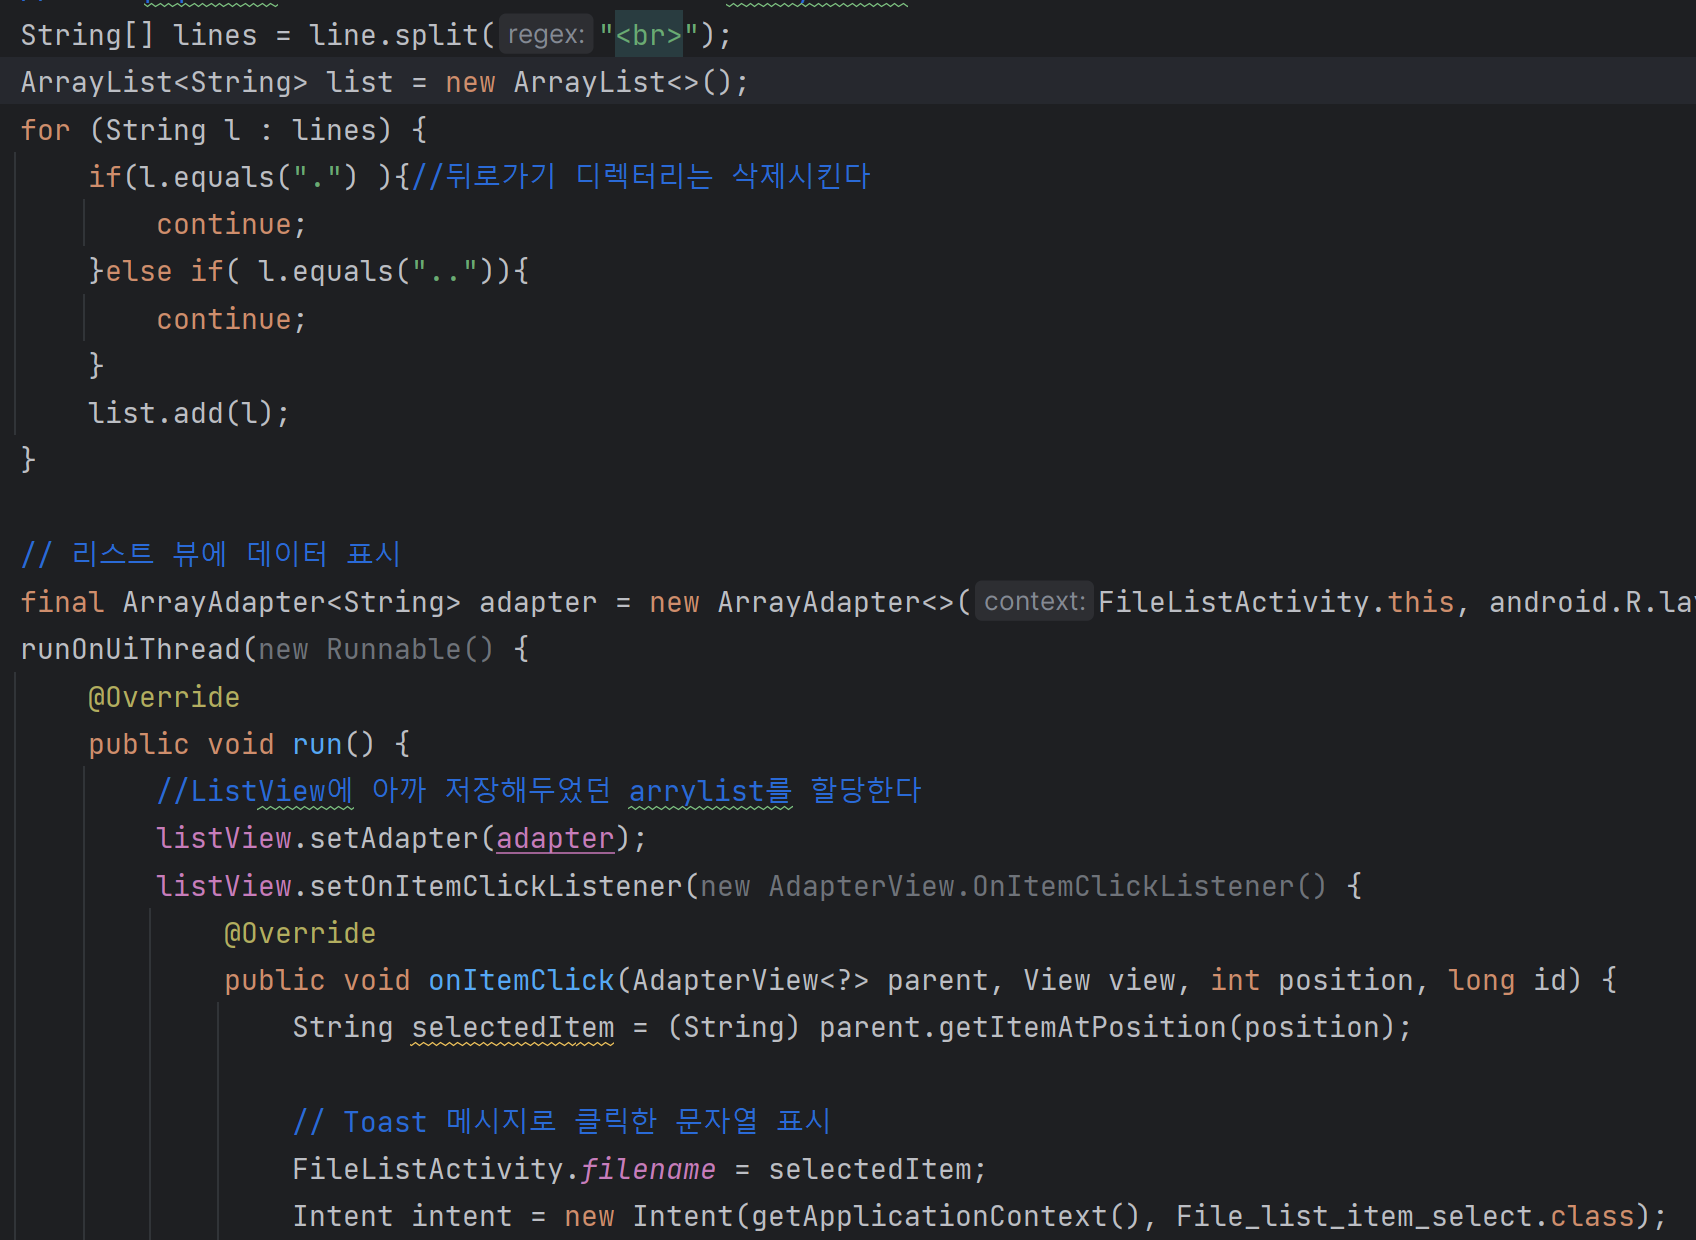 String[] lines = line.split( regex: "<br>");
ArrayList<String> list = new ArrayList<>();
for (String l : lines) {
    if(l.equals(".") ){//뒤로가기 디렉터리는 삭제시킨다
        continue;
    }else if( l.equals("..")){
        continue;
    }
    list.add(l);
}
// 리스트 뷰에 데이터 표시
final ArrayAdapter<String> adapter = new ArrayAdapter<>( context: FileListActivity.this, android.R.la
runOnUiThread(new Runnable() {
    @Override
    public void run() {
        //ListView에 아까 저장해두었던 arrylist를 할당한다
        listView.setAdapter(adapter);
        listView.setOnItemClickListener(new AdapterView.OnItemClickListener() {
            @Override
            public void onItemClick(AdapterView<?> parent, View view, int position, long id) {
                String selectedItem = (String) parent.getItemAtPosition(position);
                // Toast 메시지로 클릭한 문자열 표시
                FileListActivity.filename = selectedItem;
                Intent intent = new Intent(getApplicationContext(), File_list_item_select.class);